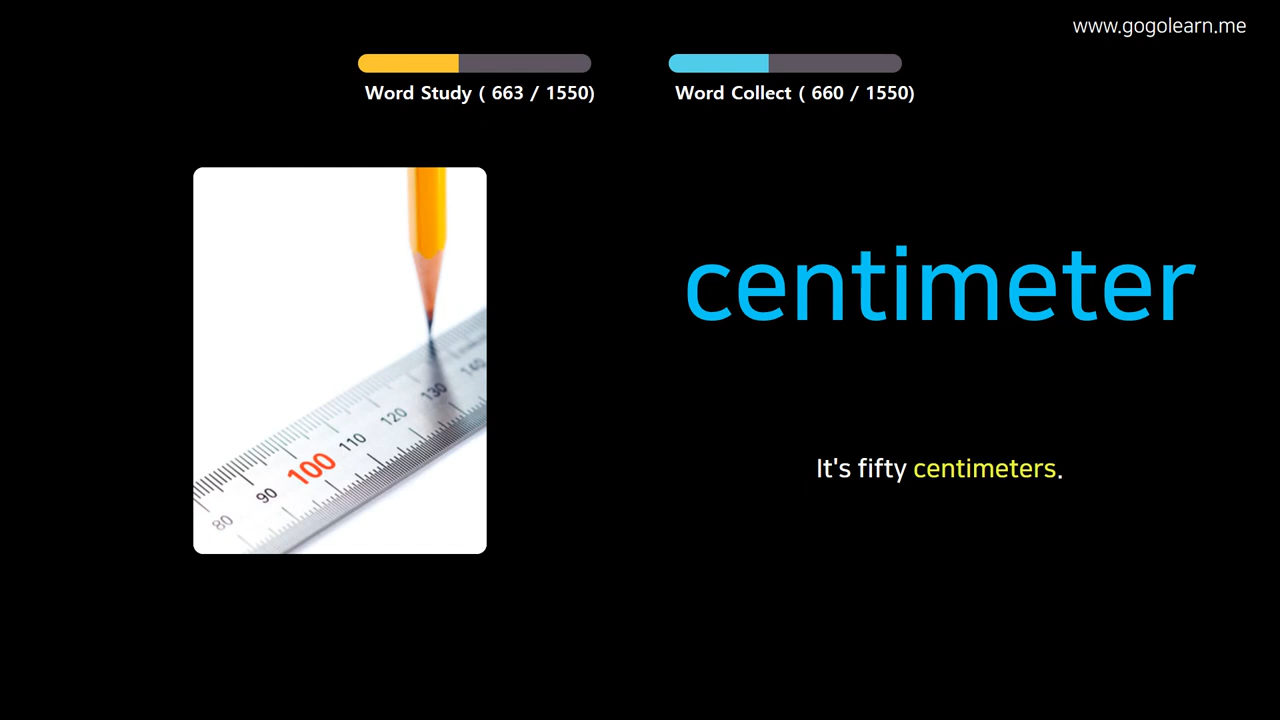 www.gogolearn.me
Word Study ( 663 / 1550)
Word Collect ( 660 / 1550)
centimeter
It's fifty centimeters.
80
90
100
110
120
130
140